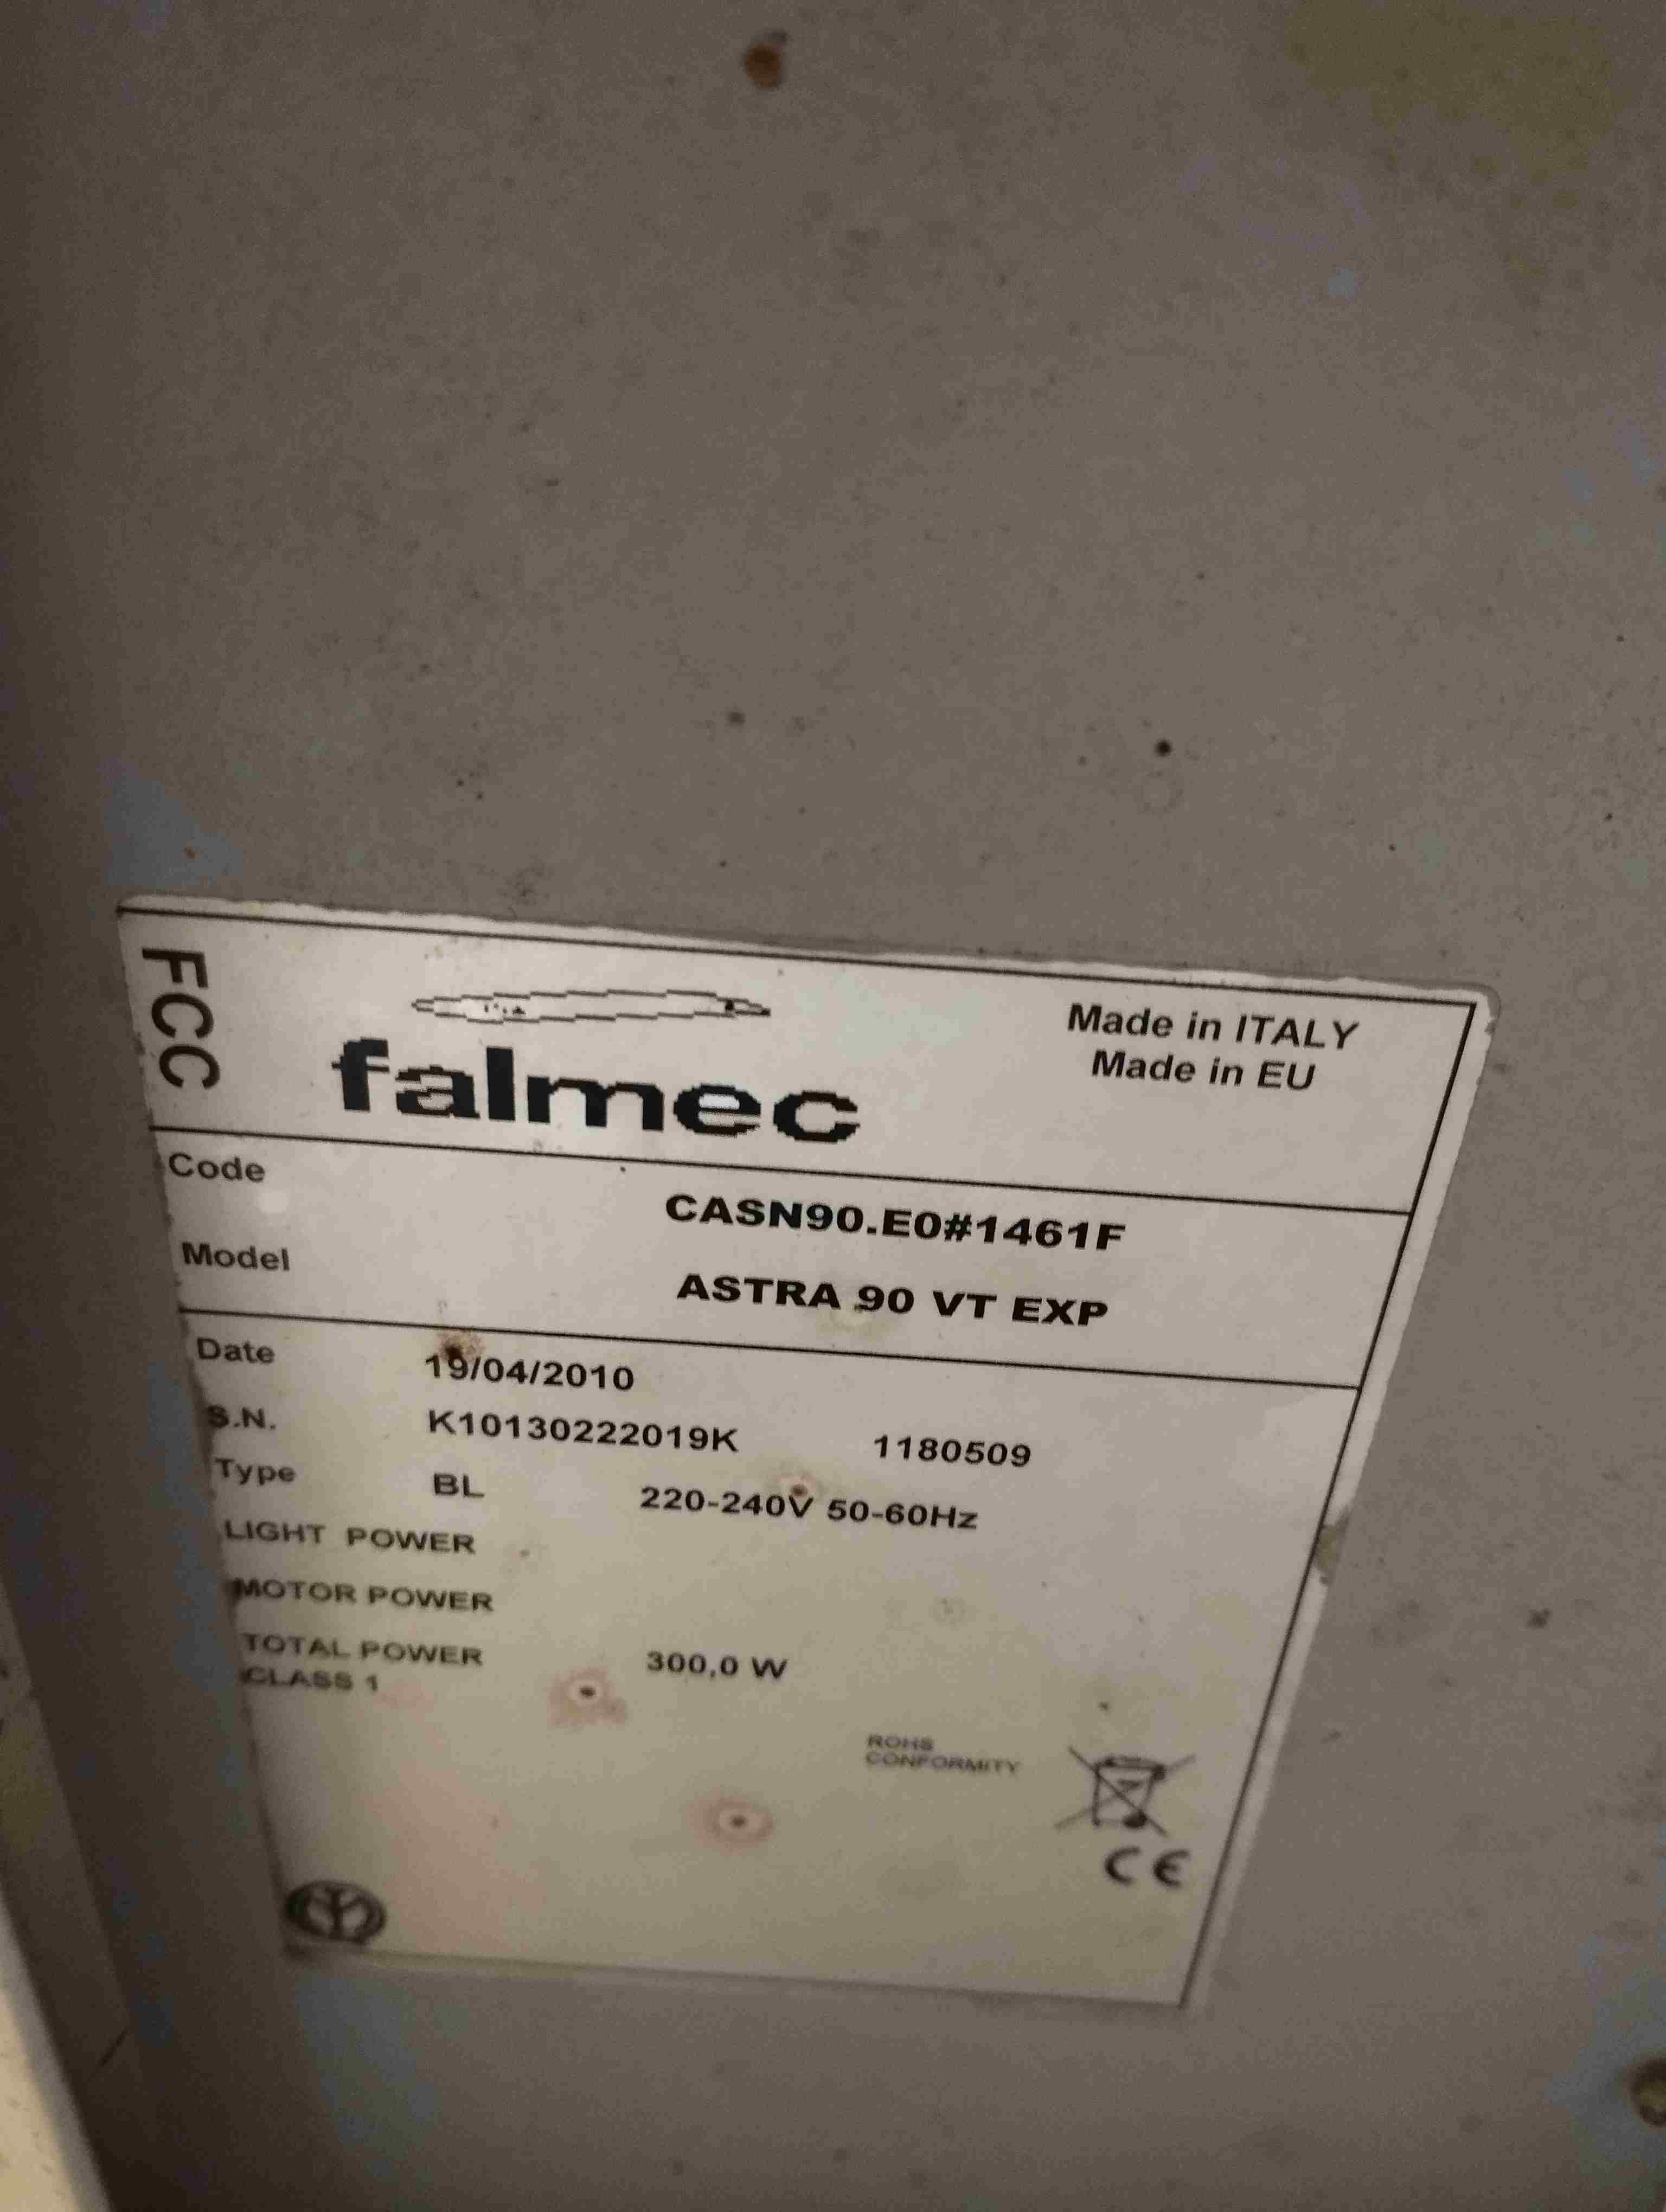 FCC
falmec
Made in ITALY
Made in EU
Code CASN90.E0#1461F
Model ASTRA 90 VT EXP
Date 19/04/2010
S.N. K10130222019K 1180509
Type BL 220-240V 50-60Hz
LIGHT POWER
MOTOR POWER
TOTAL POWER 300,0 W
CLASS 1
ROHS
CONFORMITY
CE